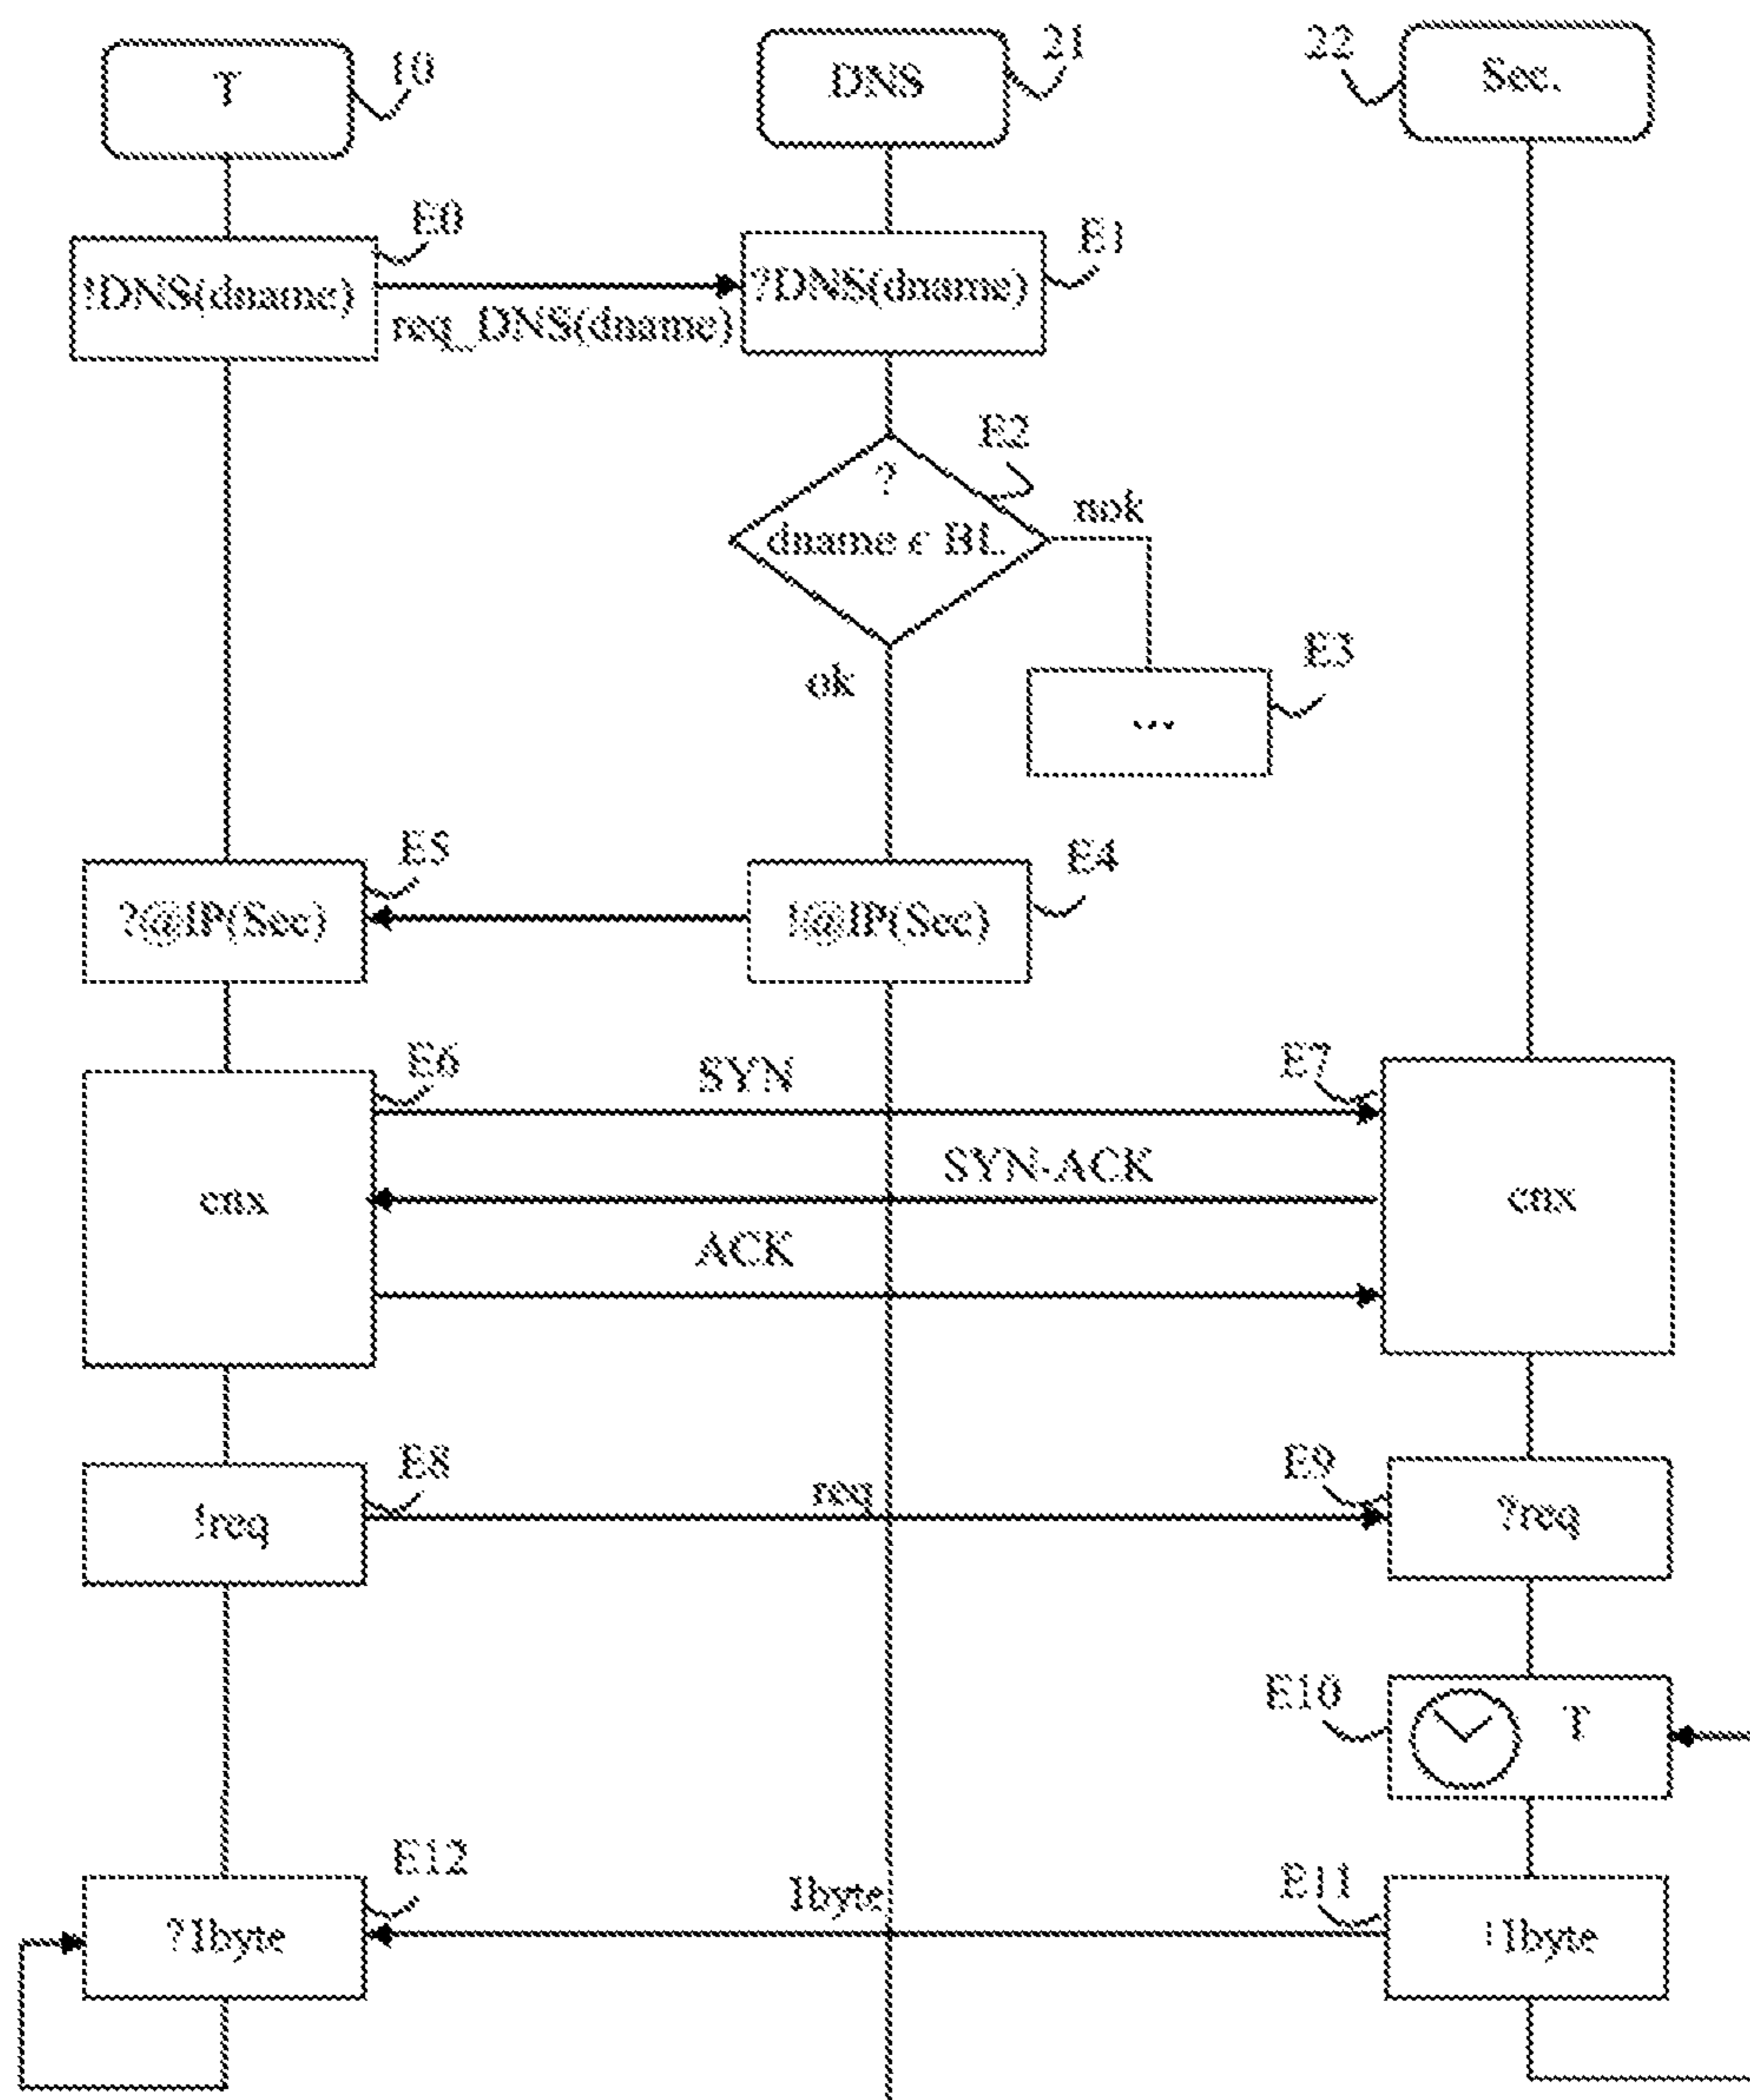 T
10
DNS
21
22
Sec.
E0
E1
!DNS(dname)
req_DNS(dname)
?DNS(dname)
E2
?
dname ϵ BL
nok
ok
E3
...
E5
E4
?@IP(Sec)
!@IP(Sec)
E6
SYN
E7
SYN-ACK
cnx
cnx
ACK
E8
E9
!req
req
?req
E10
T
E12
1byte
E11
?1byte
!1byte